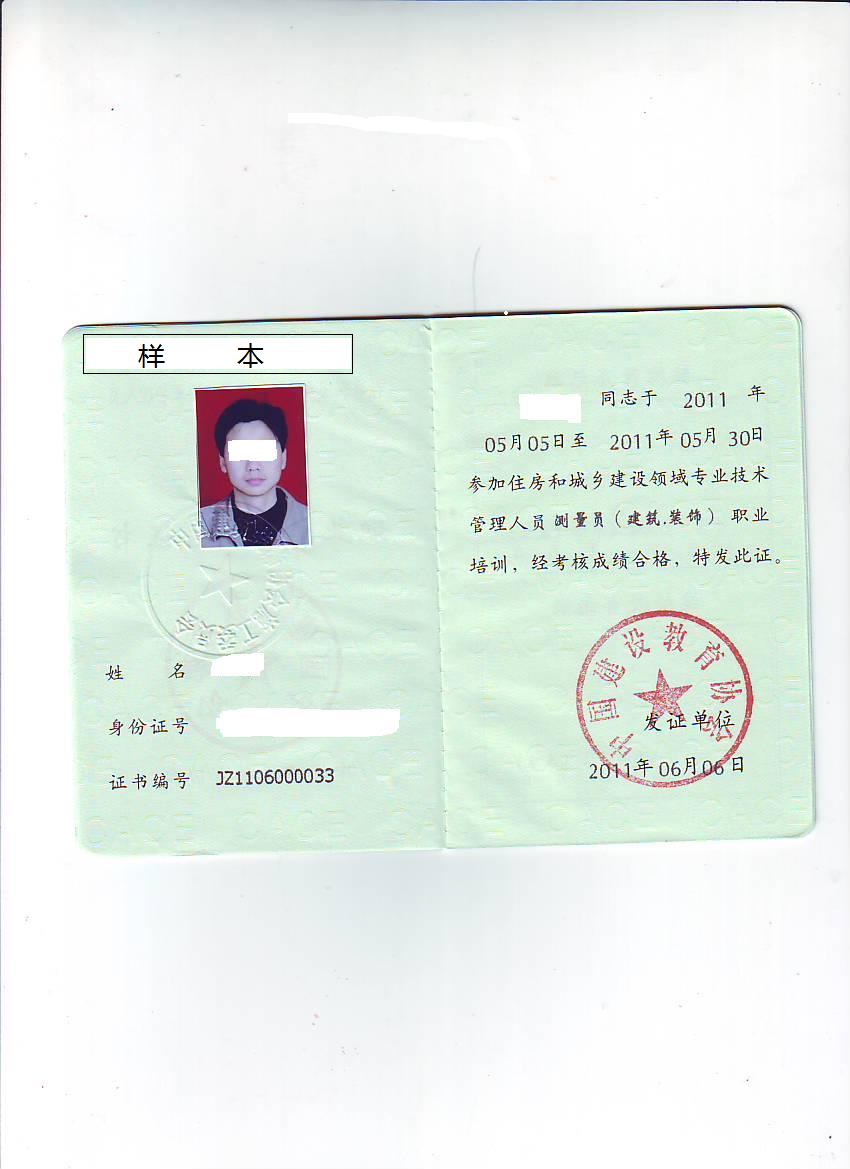 样 本
姓 名
身份证号
证书编号 JZ1106000033
同志于 2011 年
05月05日至 2011年 05月 30日
参加住房和城乡建设领域专业技术
管理人员 测量员（建筑.装饰） 职业
培训，经考核成绩合格，特发此证。
中国建设教育协会
发证单位
2011年 06月06日